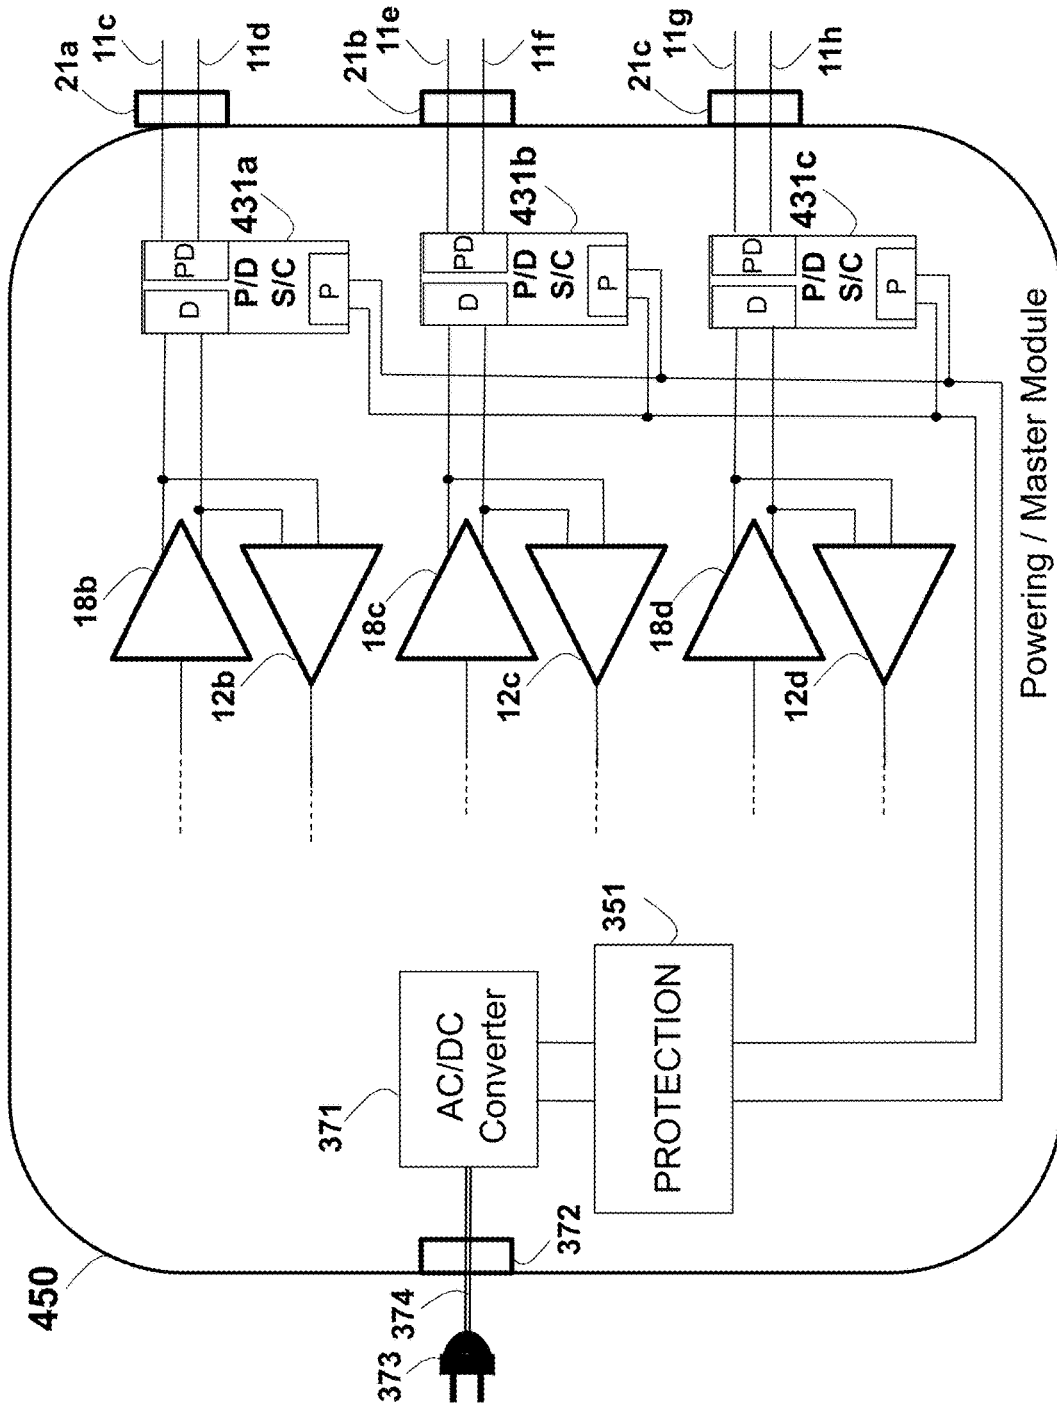 450
373
374
372
371
AC/DC
Converter
PROTECTION
351
18b
12b
18c
12c
18d
12d
D
PD
P/D
S/C
P
431a
D
PD
P/D
S/C
P
431b
D
PD
P/D
S/C
P
431c
21a
11c
11d
21b
11e
11f
21c
11g
11h
Powering / Master Module